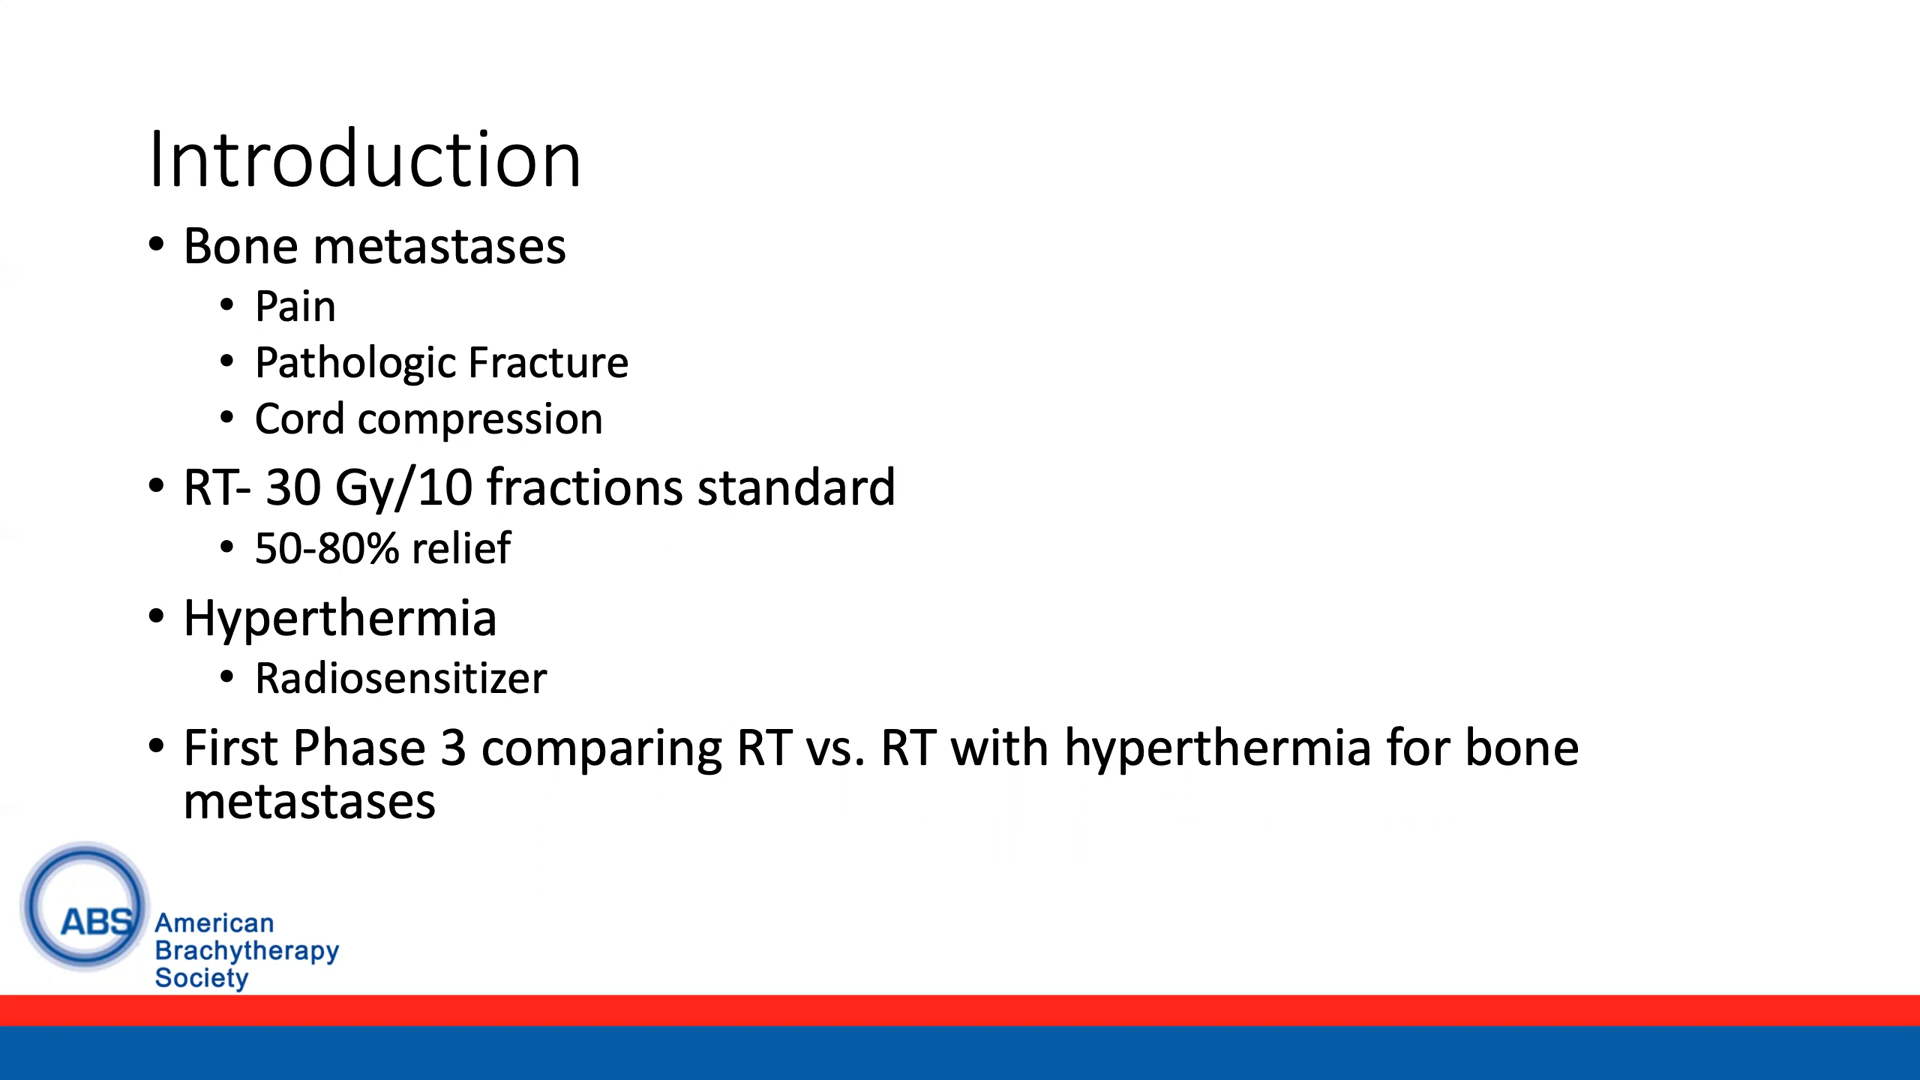 Introduction
• Bone metastases
• Pain
• Pathologic Fracture
• Cord compression
• RT- 30 Gy/10 fractions standard
• 50-80% relief
• Hyperthermia
• Radiosensitizer
• First Phase 3 comparing RT vs. RT with hyperthermia for bone
metastases
ABS
American
Brachytherapy
Society